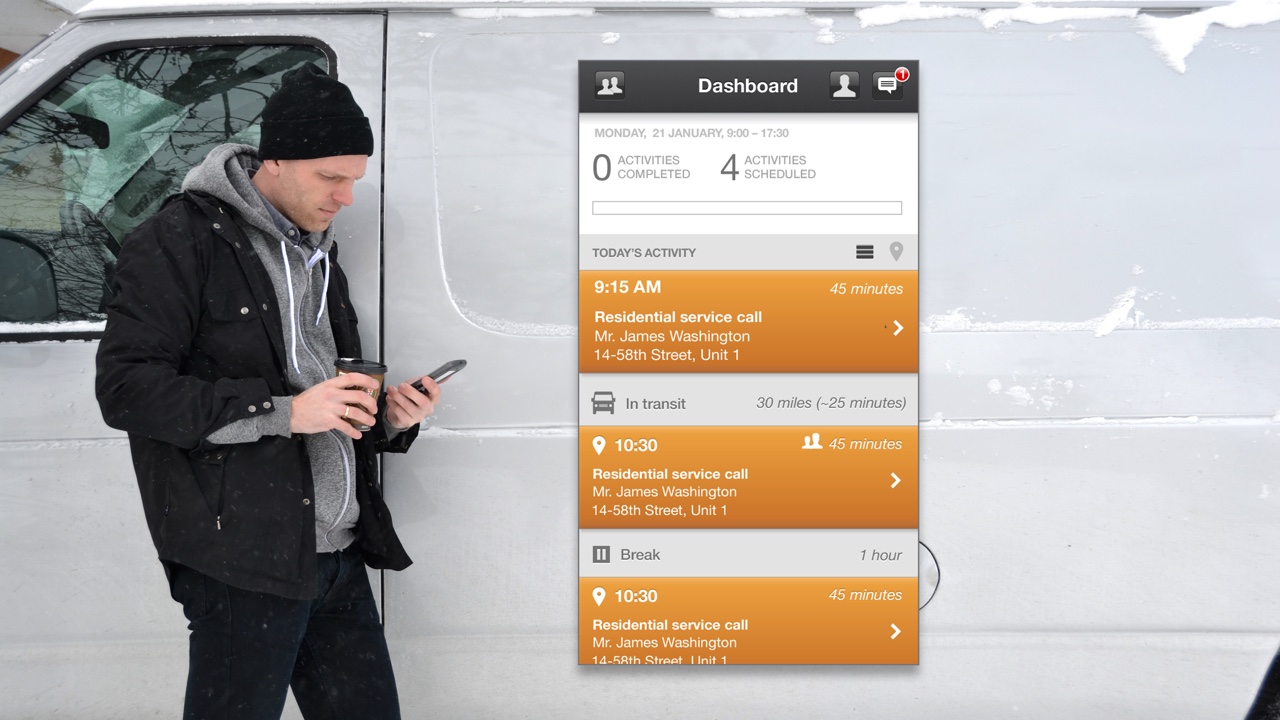 Dashboard
1
MONDAY, 21 JANUARY, 9:00 – 17:30
0 ACTIVITIES COMPLETED 4 ACTIVITIES SCHEDULED
TODAY'S ACTIVITY
9:15 AM 45 minutes
Residential service call
Mr. James Washington
14-58th Street, Unit 1
In transit 30 miles (~25 minutes)
10:30 45 minutes
Residential service call
Mr. James Washington
14-58th Street, Unit 1
Break 1 hour
10:30 45 minutes
Residential service call
Mr. James Washington
14-58th Street, Unit 1